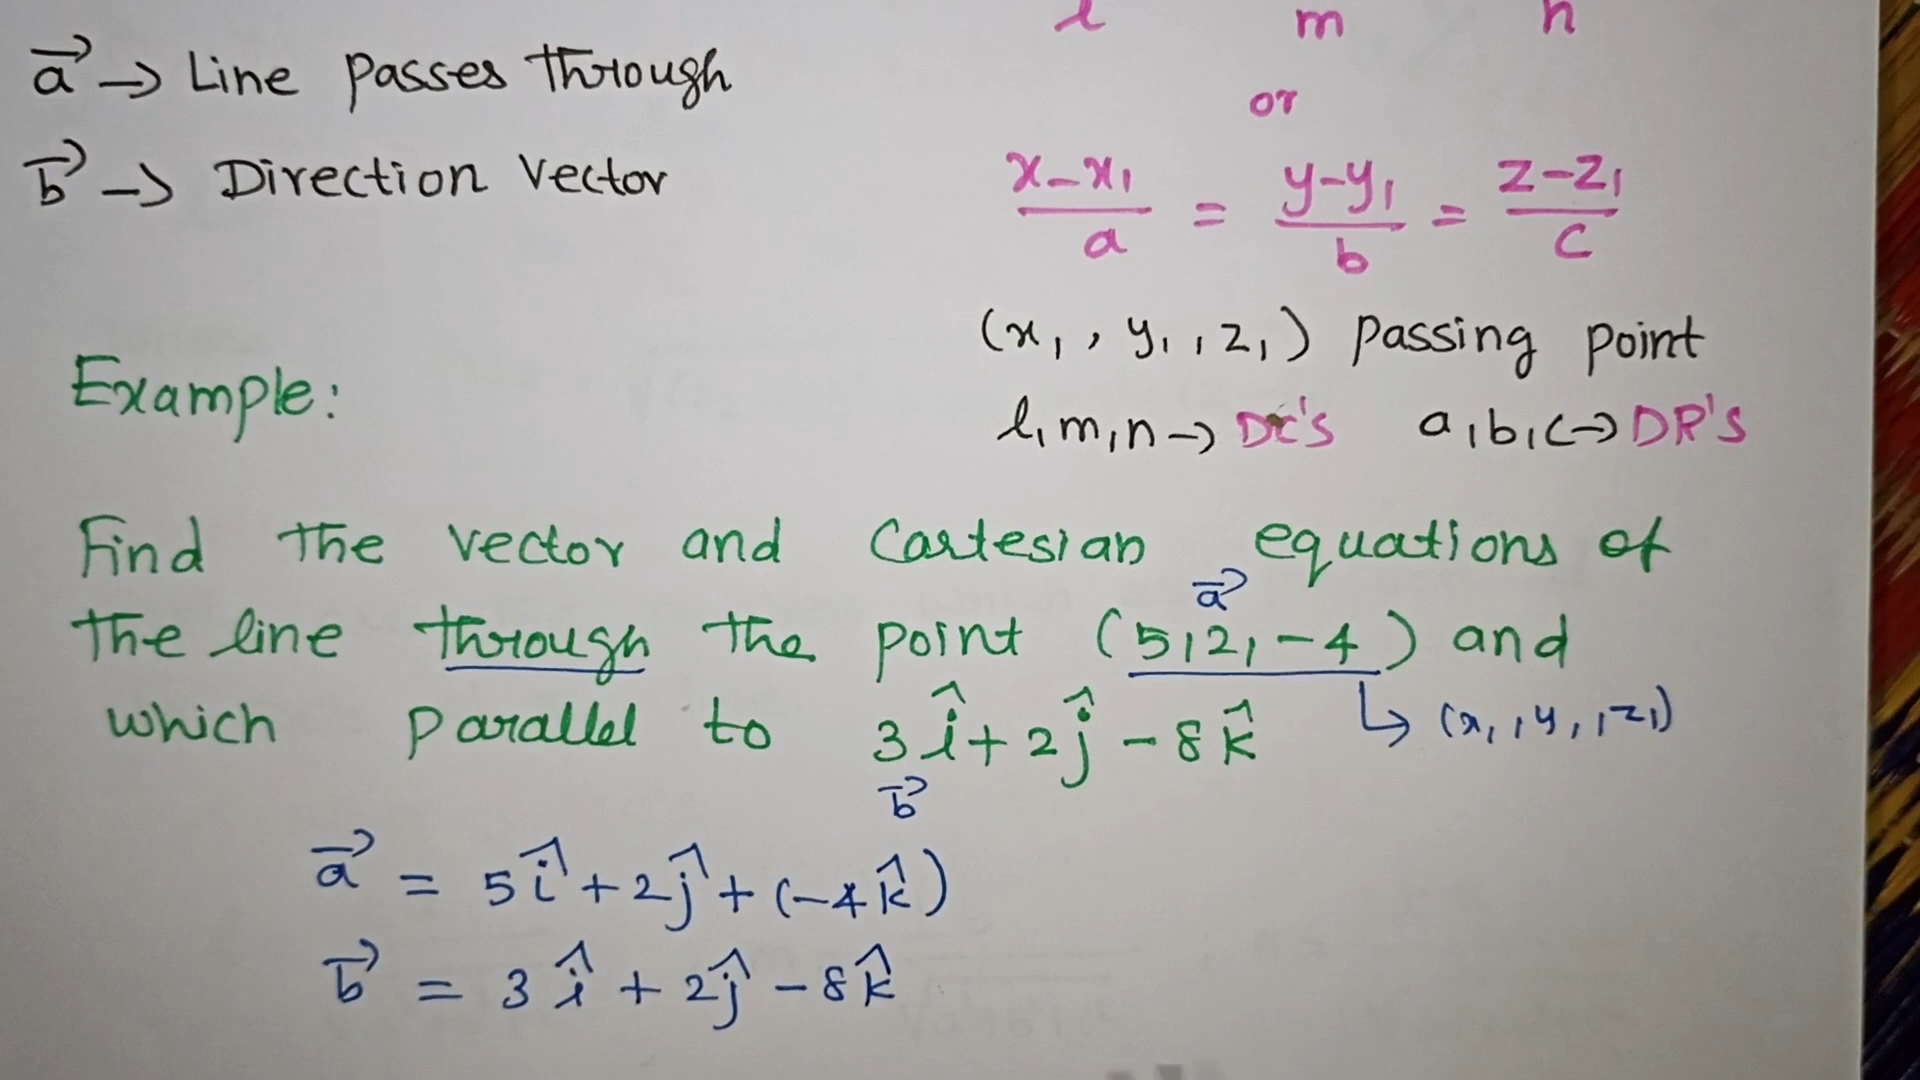 l m n
a⃗ → Line passes through
or
b⃗ → Direction Vector
x-x₁/a = y-y₁/b = z-z₁/c
(x₁, y₁, z₁) passing point
Example:
l, m, n → DC's a, b, c → DR's
Find the vector and Cartesian equations of
a⃗
the line through the point (5, 2, -4) and
which parallel to 3î + 2ĵ - 8k̂ ↳ (x₁, y₁, z₁)
b⃗
a⃗ = 5î + 2ĵ + (-4k̂)
b⃗ = 3î + 2ĵ - 8k̂